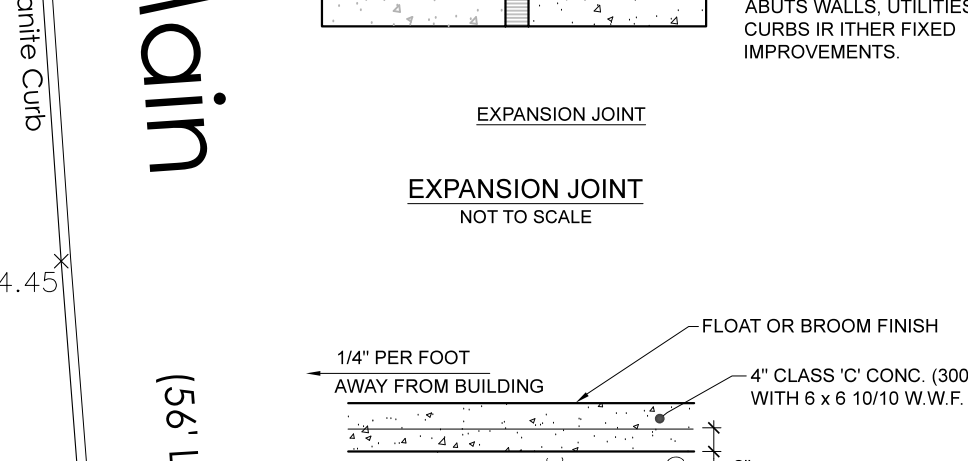 ABUTS WALLS, UTILITIES
CURBS IR ITHER FIXED
IMPROVEMENTS.
EXPANSION JOINT
EXPANSION JOINT
NOT TO SCALE
FLOAT OR BROOM FINISH
1/4" PER FOOT
AWAY FROM BUILDING
4" CLASS 'C' CONC. (300
WITH 6 x 6 10/10 W.W.F.
Curb
4.45
(56'